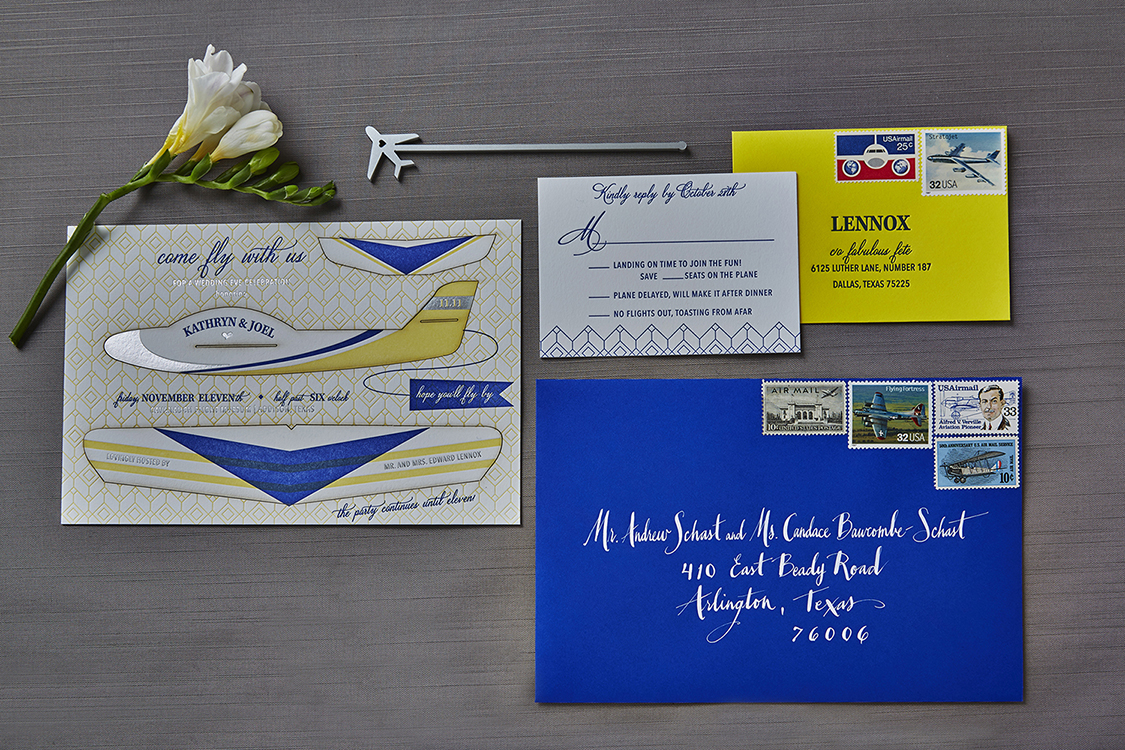 come fly with us
FOR A WEDDING EVE CELEBRATION
honoring
11.11
KATHRYN & JOEL
friday, NOVEMBER ELEVENth • half past SIX o'clock
hope you'll fly by
LOVINGLY HOSTED BY
MR. AND MRS. EDWARD LENNOX
the party continues until eleven!
Kindly reply by October 21th
M
LANDING ON TIME TO JOIN THE FUN!
SAVE ____ SEATS ON THE PLANE
PLANE DELAYED, WILL MAKE IT AFTER DINNER
NO FLIGHTS OUT, TOASTING FROM AFAR
USAirmail
25c
Stratojet
32 USA
LENNOX
c/o fabulous fete
6125 LUTHER LANE, NUMBER 187
DALLAS, TEXAS 75225
AIR MAIL
10¢ UNITED STATES POSTAGE
Flying Fortress
32 USA
USAirmail
33
Alfred V. Verville
Aviation Pioneer
50TH ANNIVERSARY U.S. AIR MAIL SERVICE
U.S. AIR MAIL
10¢
Mr. Andrew Schast and Ms. Candace Bawcombe-Schast
410 East Beady Road
Arlington, Texas
76006